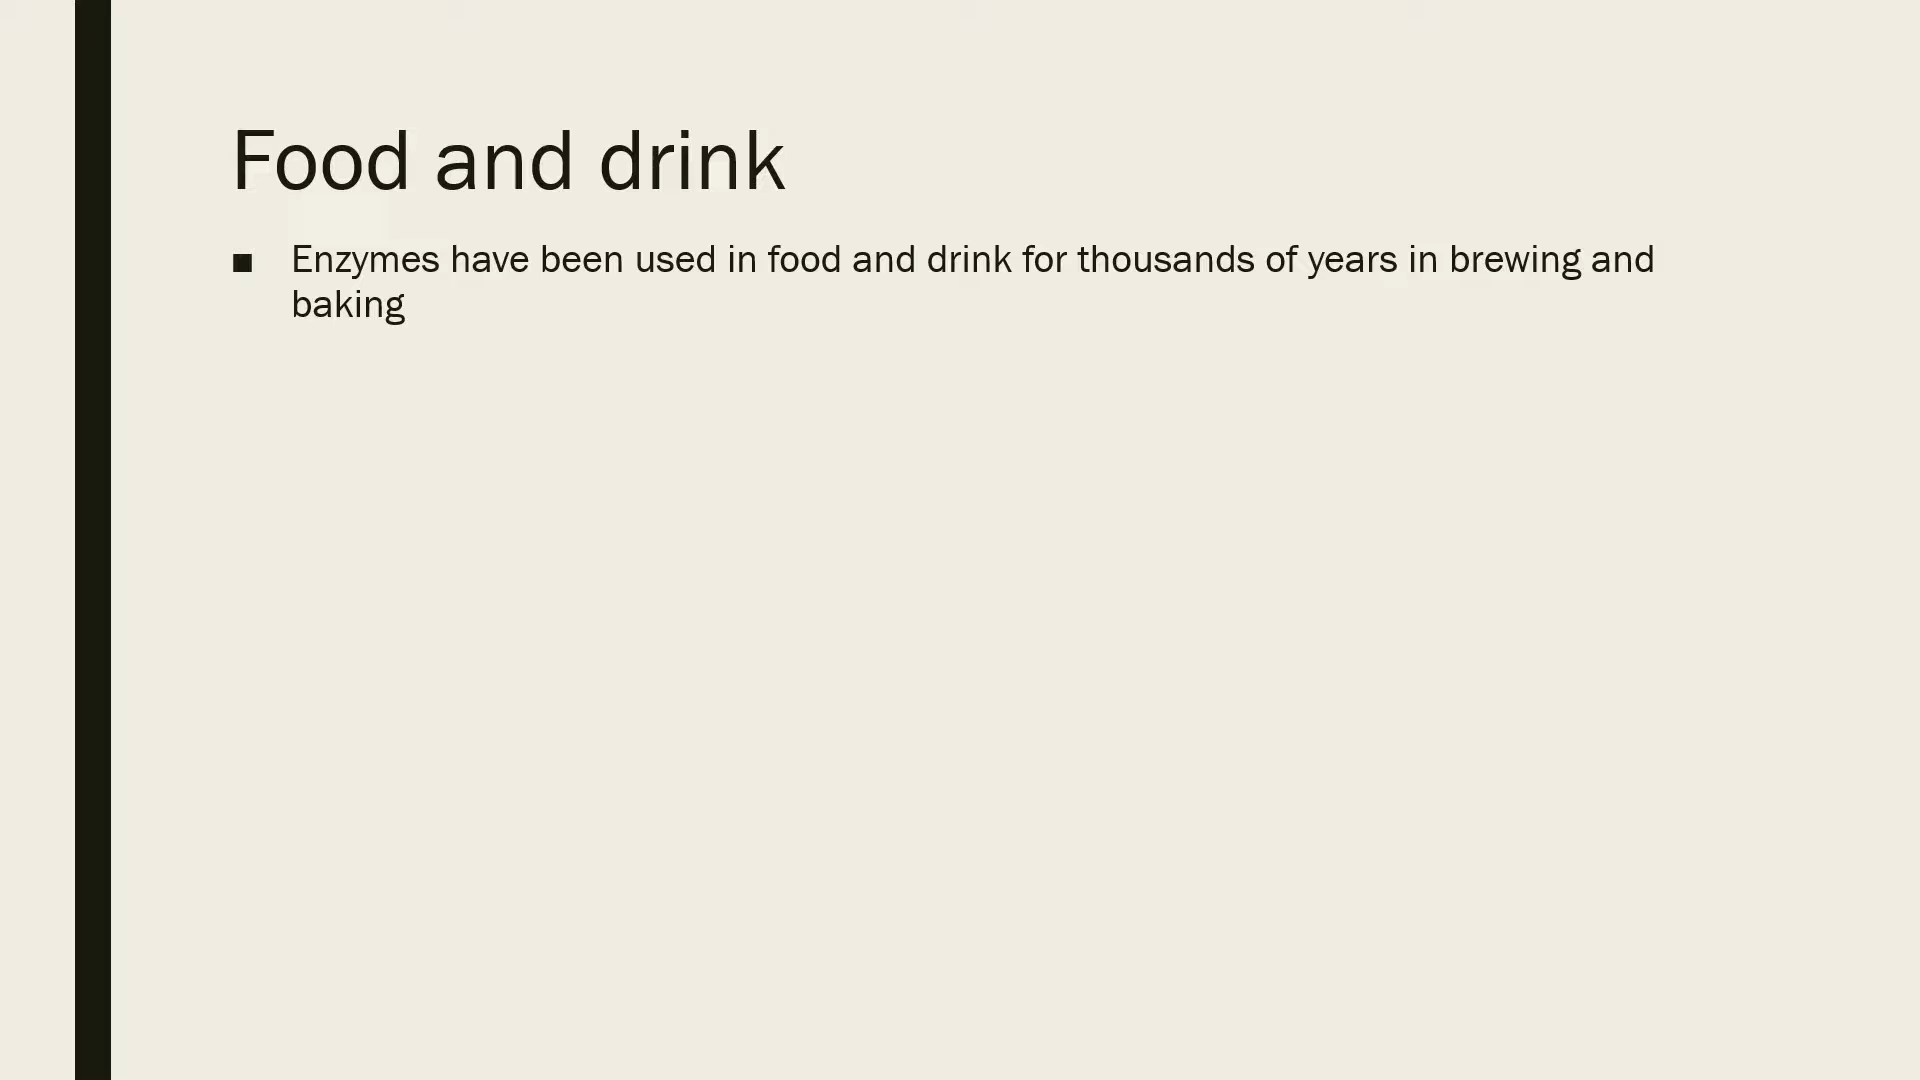 Food and drink
■ Enzymes have been used in food and drink for thousands of years in brewing and
baking